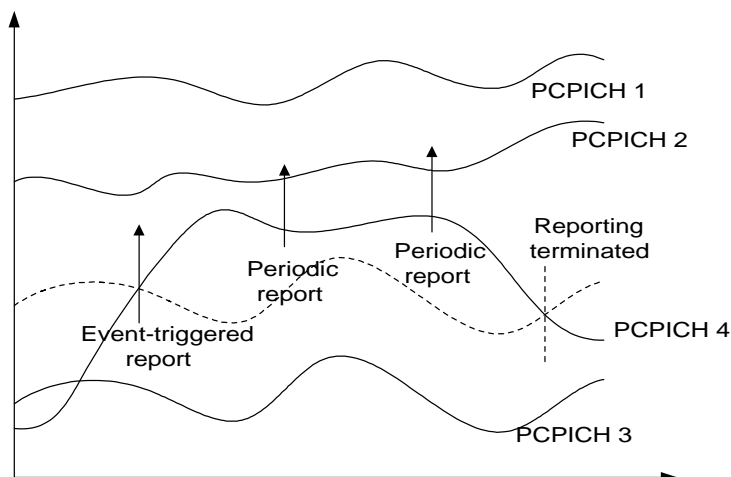 PCPICH 1
PCPICH 2
Reporting
terminated
Periodic
report
Periodic
report
Event-triggered
report
PCPICH 4
PCPICH 3